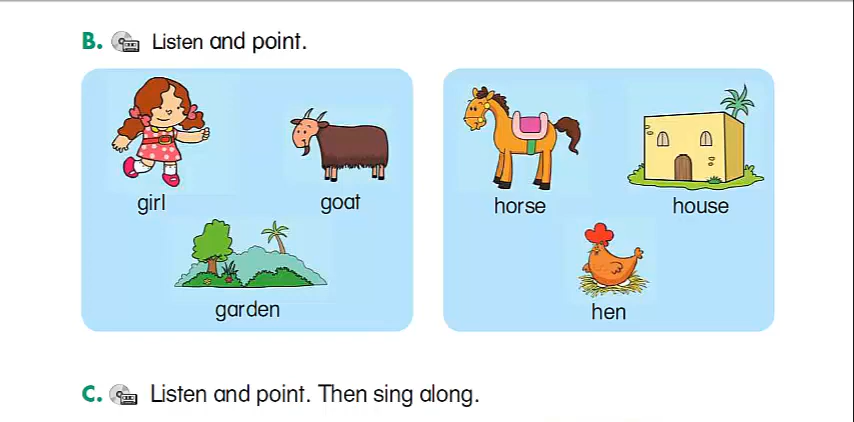 B. Listen and point.
girl
goat
garden
horse
house
hen
C. Listen and point. Then sing along.